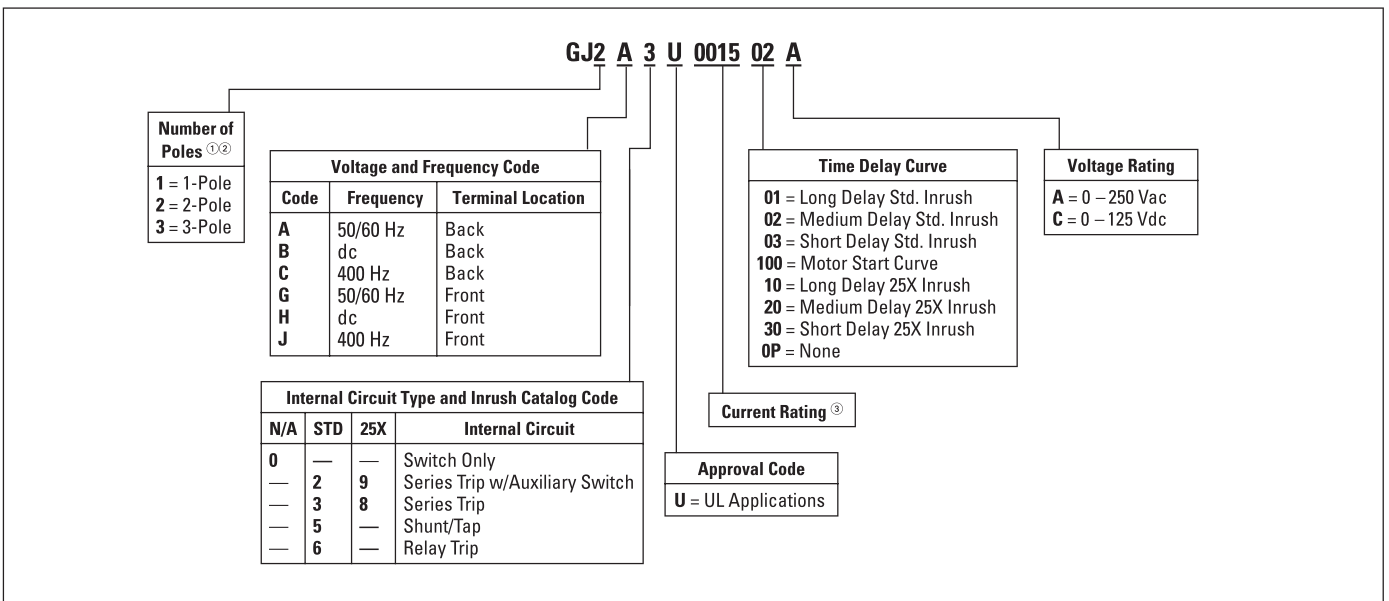 GJ2 A 3 U 0015 02 A
Number of
Poles ①②
1 = 1-Pole
2 = 2-Pole
3 = 3-Pole
Voltage and Frequency Code
Code Frequency Terminal Location
A 50/60 Hz Back
B dc Back
C 400 Hz Back
G 50/60 Hz Front
H dc Front
J 400 Hz Front
Time Delay Curve
01 = Long Delay Std. Inrush
02 = Medium Delay Std. Inrush
03 = Short Delay Std. Inrush
100 = Motor Start Curve
10 = Long Delay 25X Inrush
20 = Medium Delay 25X Inrush
30 = Short Delay 25X Inrush
0P = None
Voltage Rating
A = 0 – 250 Vac
C = 0 – 125 Vdc
Internal Circuit Type and Inrush Catalog Code
N/A STD 25X Internal Circuit
0 — — Switch Only
— 2 9 Series Trip w/Auxiliary Switch
— 3 8 Series Trip
— 5 — Shunt/Tap
— 6 — Relay Trip
Current Rating ③
Approval Code
U = UL Applications